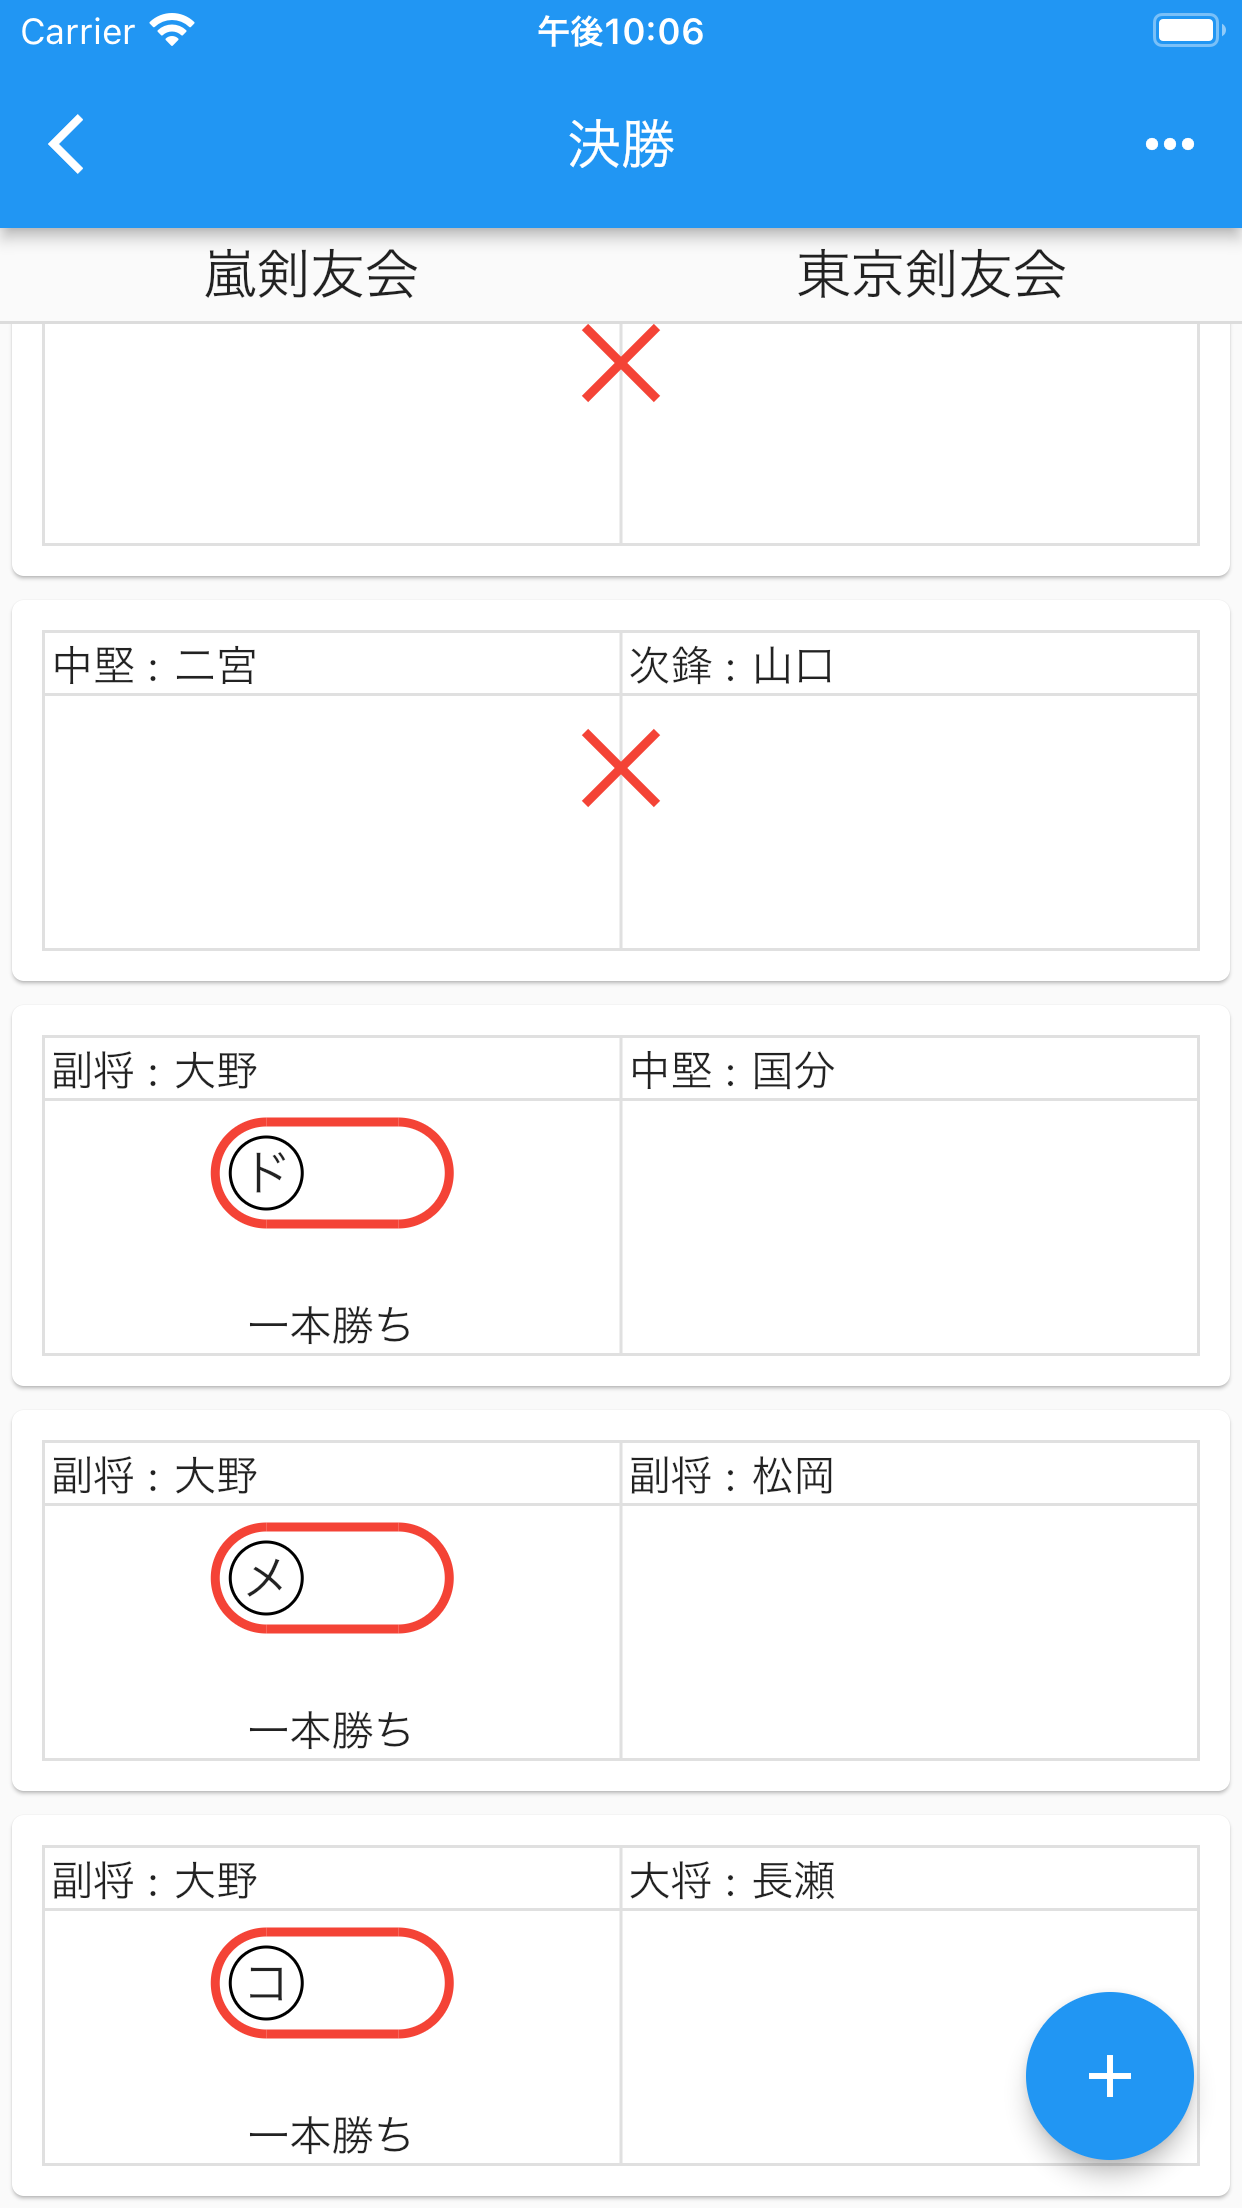 Carrier 午後10:06
決勝
嵐剣友会 東京剣友会
中堅：二宮 次鋒：山口
副将：大野 中堅：国分
ド
一本勝ち
副将：大野 副将：松岡
メ
一本勝ち
副将：大野 大将：長瀬
コ
一本勝ち